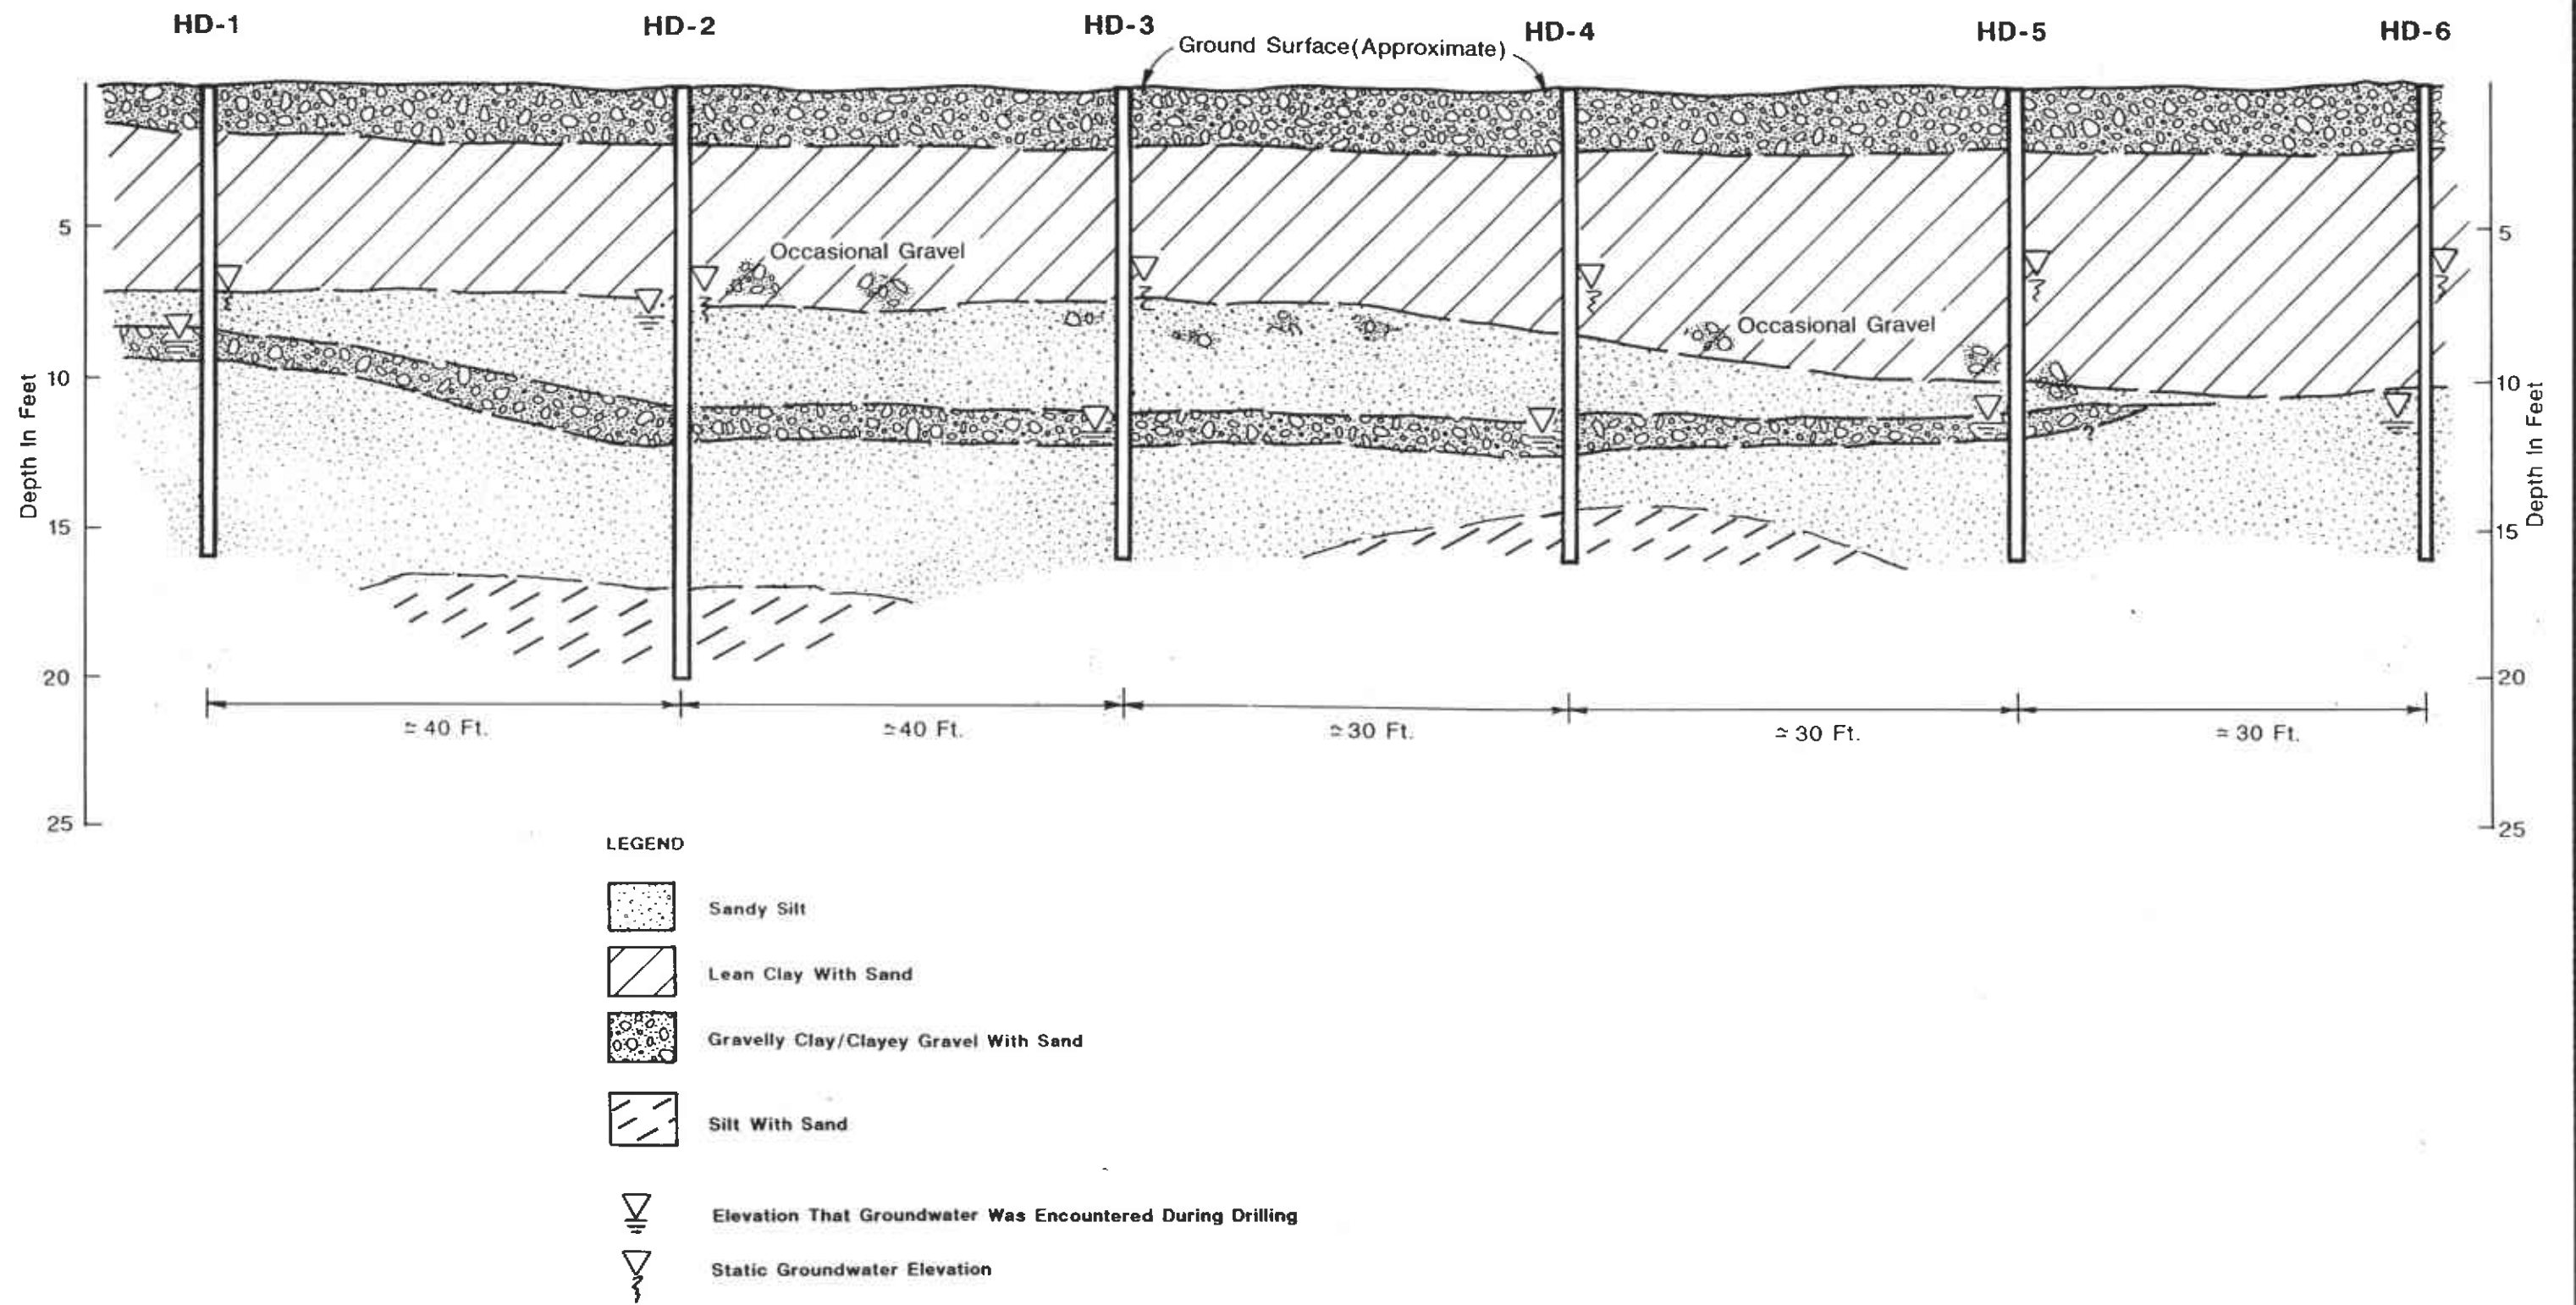 HD-1 HD-2 HD-3 HD-4 HD-5 HD-6
Ground Surface(Approximate)
5 5
Occasional Gravel
Occasional Gravel
10 10
Depth In Feet Depth In Feet
15 15
?
20 20
≃ 40 Ft. ≃40 Ft. ≃30 Ft. ≃30 Ft. ≃30 Ft.
25 25
LEGEND
Sandy Silt
Lean Clay With Sand
Gravelly Clay/Clayey Gravel With Sand
Silt With Sand
Elevation That Groundwater Was Encountered During Drilling
Static Groundwater Elevation